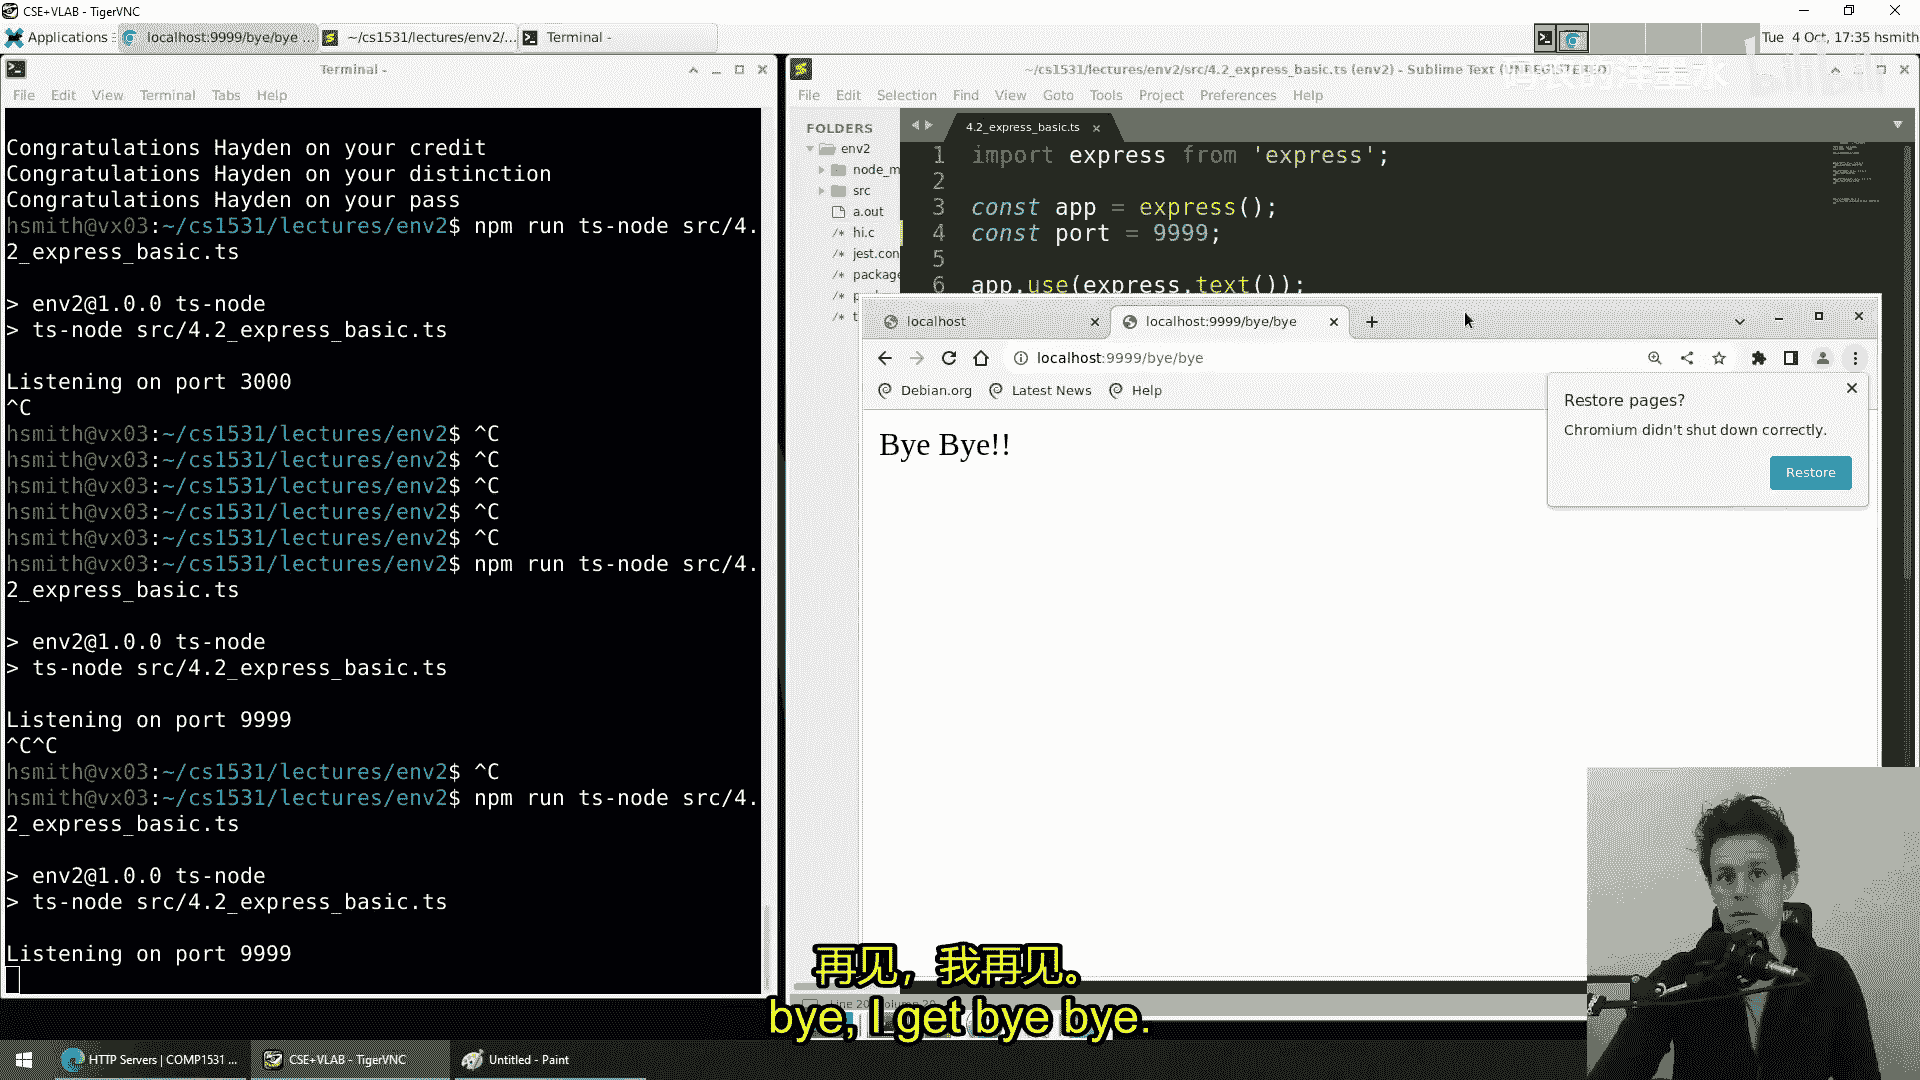 CSE+VLAB - TigerVNC
Applications
localhost:9999/bye/bye ...
~/cs1531/lectures/env2/...
Terminal -
Tue 4 Oct, 17:35 hsmith
Terminal -
File Edit View Terminal Tabs Help
Congratulations Hayden on your credit
Congratulations Hayden on your distinction
Congratulations Hayden on your pass
hsmith@vx03:~/cs1531/lectures/env2$ npm run ts-node src/4.
2_express_basic.ts
> env2@1.0.0 ts-node
> ts-node src/4.2_express_basic.ts
Listening on port 3000
^C
hsmith@vx03:~/cs1531/lectures/env2$ ^C
hsmith@vx03:~/cs1531/lectures/env2$ ^C
hsmith@vx03:~/cs1531/lectures/env2$ ^C
hsmith@vx03:~/cs1531/lectures/env2$ ^C
hsmith@vx03:~/cs1531/lectures/env2$ ^C
hsmith@vx03:~/cs1531/lectures/env2$ npm run ts-node src/4.
2_express_basic.ts
> env2@1.0.0 ts-node
> ts-node src/4.2_express_basic.ts
Listening on port 9999
^C^C
hsmith@vx03:~/cs1531/lectures/env2$ ^C
hsmith@vx03:~/cs1531/lectures/env2$ npm run ts-node src/4.
2_express_basic.ts
> env2@1.0.0 ts-node
> ts-node src/4.2_express_basic.ts
Listening on port 9999
~/cs1531/lectures/env2/src/4.2_express_basic.ts (env2) - Sublime Text
File Edit Selection Find View Goto Tools Project Preferences Help
FOLDERS
env2
node_m
src
a.out
hi.c
/* jest.con
/* package
/* p
/* t
4.2_express_basic.ts
1 import express from 'express';
2
3 const app = express();
4 const port = 9999;
5
6 app.use(express.text());
localhost
localhost:9999/bye/bye
localhost:9999/bye/bye
Debian.org
Latest News
Help
Restore pages?
Chromium didn't shut down correctly.
Restore
Bye Bye!!
再见，我再见。
bye, I get bye bye.
HTTP Servers | COMP1531 ...
CSE+VLAB - TigerVNC
Untitled - Paint